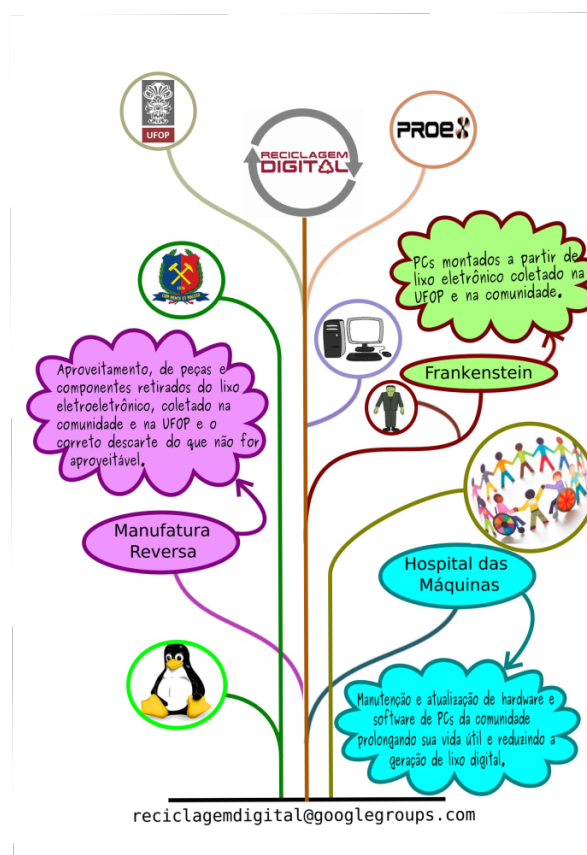 UFOP
RECICLAGEM
DIGITAL
PROEX
PCs montados a partir de
lixo eletrônico coletado na
UFOP e na comunidade.
Frankenstein
Aproveitamento, de peças e
componentes retirados do lixo
eletroeletrônico, coletado na
comunidade e na UFOP e o
correto descarte do que não for
aproveitável.
Manufatura
Reversa
Hospital das
Máquinas
Manutenção e atualização de hardware e
software de PCs da comunidade
prolongando sua vida útil e reduzindo a
geração de lixo digital.
reciclagemdigital@googlegroups.com